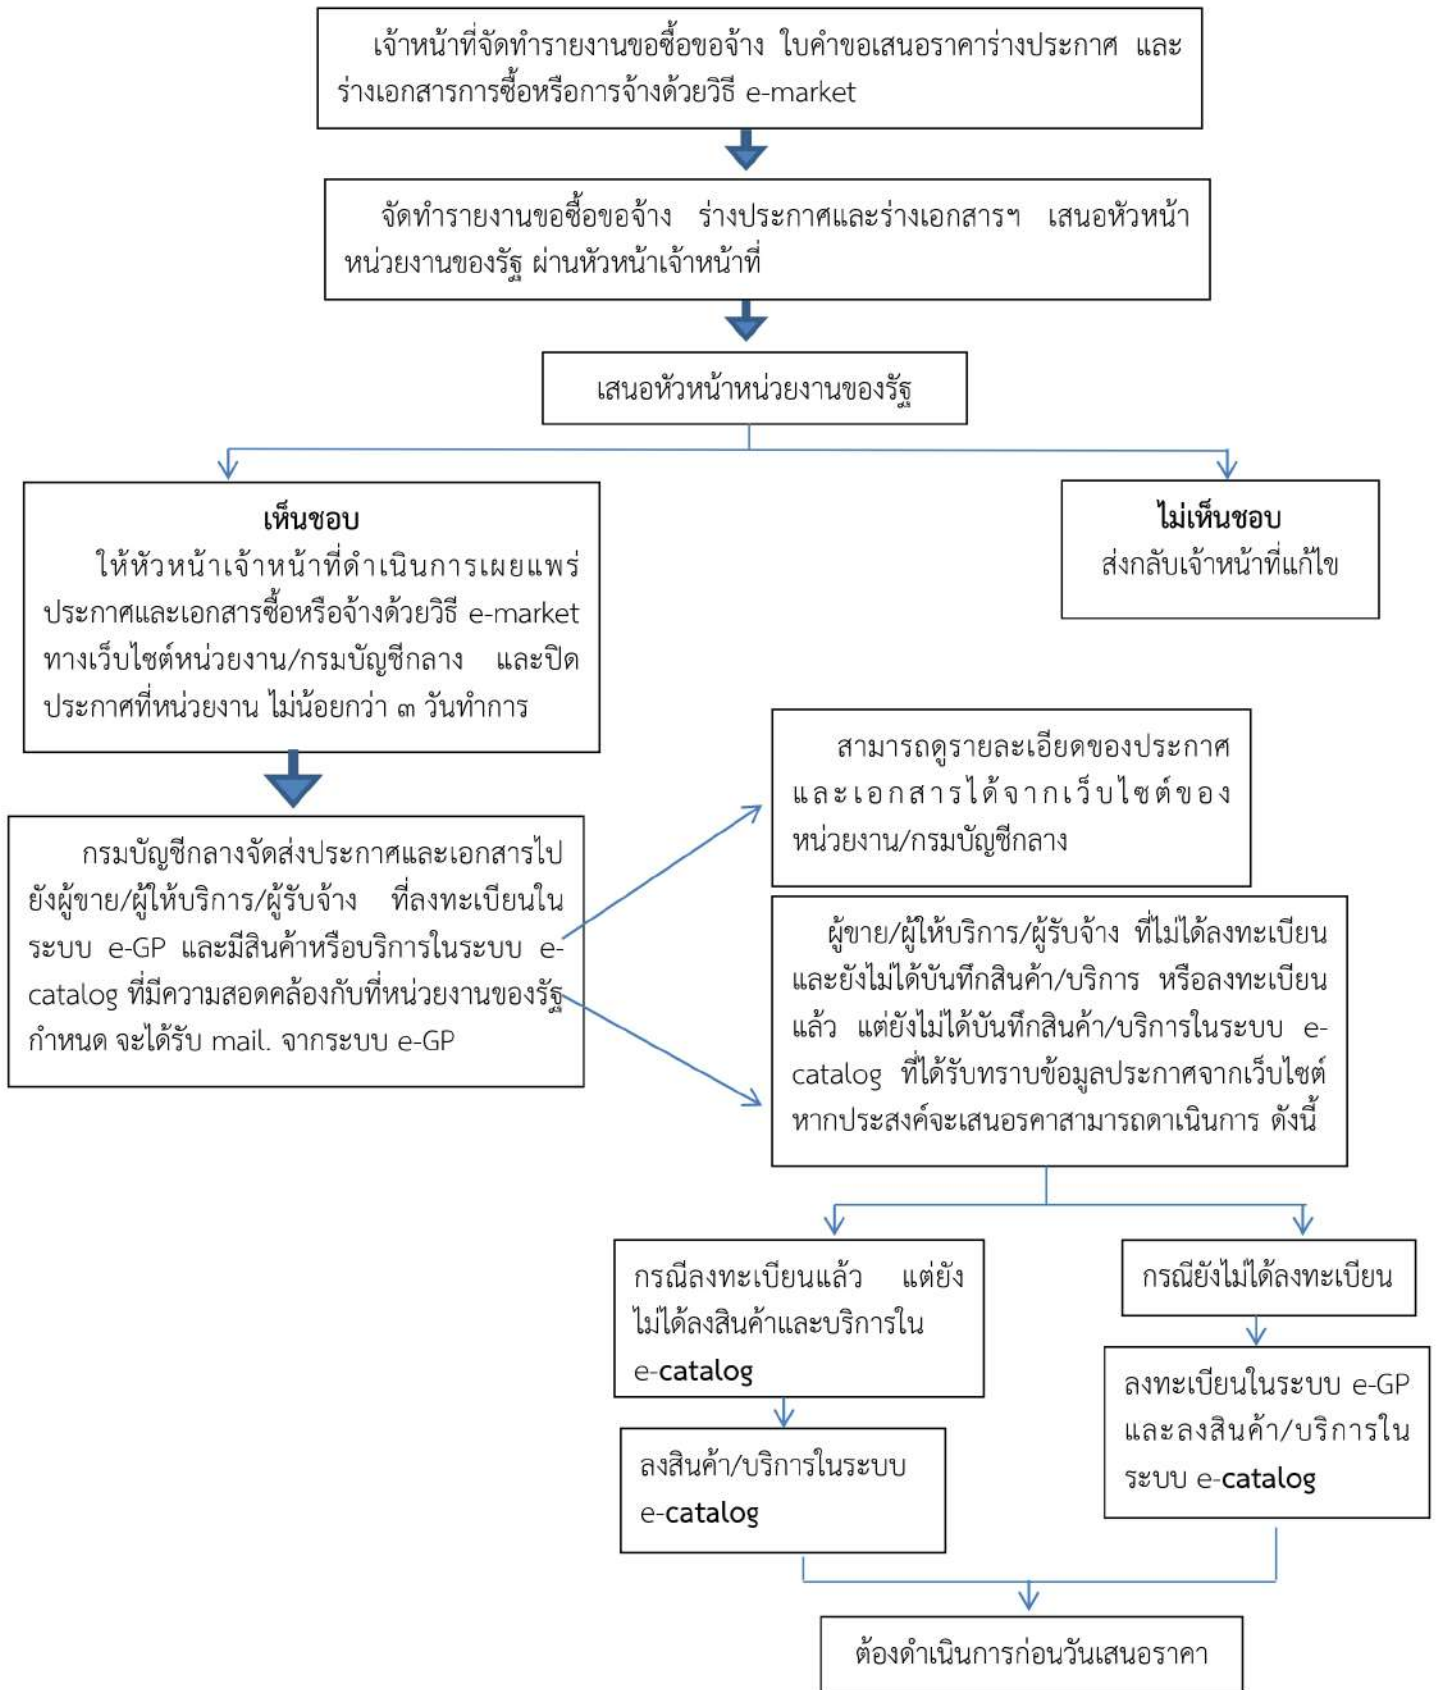 เจ้าหน้าที่จัดทำรายงานขอซื้อขอจ้าง ใบคำขอเสนอราคาร่างประกาศ และ
ร่างเอกสารการซื้อหรือการจ้างด้วยวิธี e-market
จัดทำรายงานขอซื้อขอจ้าง ร่างประกาศและร่างเอกสารฯ เสนอหัวหน้า
หน่วยงานของรัฐ ผ่านหัวหน้าเจ้าหน้าที่
เสนอหัวหน้าหน่วยงานของรัฐ
เห็นชอบ
ให้หัวหน้าเจ้าหน้าที่ดำเนินการเผยแพร่
ประกาศและเอกสารซื้อหรือจ้างด้วยวิธี e-market
ทางเว็บไซต์หน่วยงาน/กรมบัญชีกลาง และปิด
ประกาศที่หน่วยงาน ไม่น้อยกว่า ๓ วันทำการ
ไม่เห็นชอบ
ส่งกลับเจ้าหน้าที่แก้ไข
กรมบัญชีกลางจัดส่งประกาศและเอกสารไป
ยังผู้ขาย/ผู้ให้บริการ/ผู้รับจ้าง ที่ลงทะเบียนใน
ระบบ e-GP และมีสินค้าหรือบริการในระบบ e-
catalog ที่มีความสอดคล้องกับที่หน่วยงานของรัฐ
กำหนด จะได้รับ mail. จากระบบ e-GP
สามารถดูรายละเอียดของประกาศ
และเอกสารได้จากเว็บไซต์ของ
หน่วยงาน/กรมบัญชีกลาง
ผู้ขาย/ผู้ให้บริการ/ผู้รับจ้าง ที่ไม่ได้ลงทะเบียน
และยังไม่ได้บันทึกสินค้า/บริการ หรือลงทะเบียน
แล้ว แต่ยังไม่ได้บันทึกสินค้า/บริการในระบบ e-
catalog ที่ได้รับทราบข้อมูลประกาศจากเว็บไซต์
หากประสงค์จะเสนอรคาสามารถดาเนินการ ดังนี้
กรณีลงทะเบียนแล้ว แต่ยัง
ไม่ได้ลงสินค้าและบริการใน
e-catalog
กรณียังไม่ได้ลงทะเบียน
ลงสินค้า/บริการในระบบ
e-catalog
ลงทะเบียนในระบบ e-GP
และลงสินค้า/บริการใน
ระบบ e-catalog
ต้องดำเนินการก่อนวันเสนอราคา